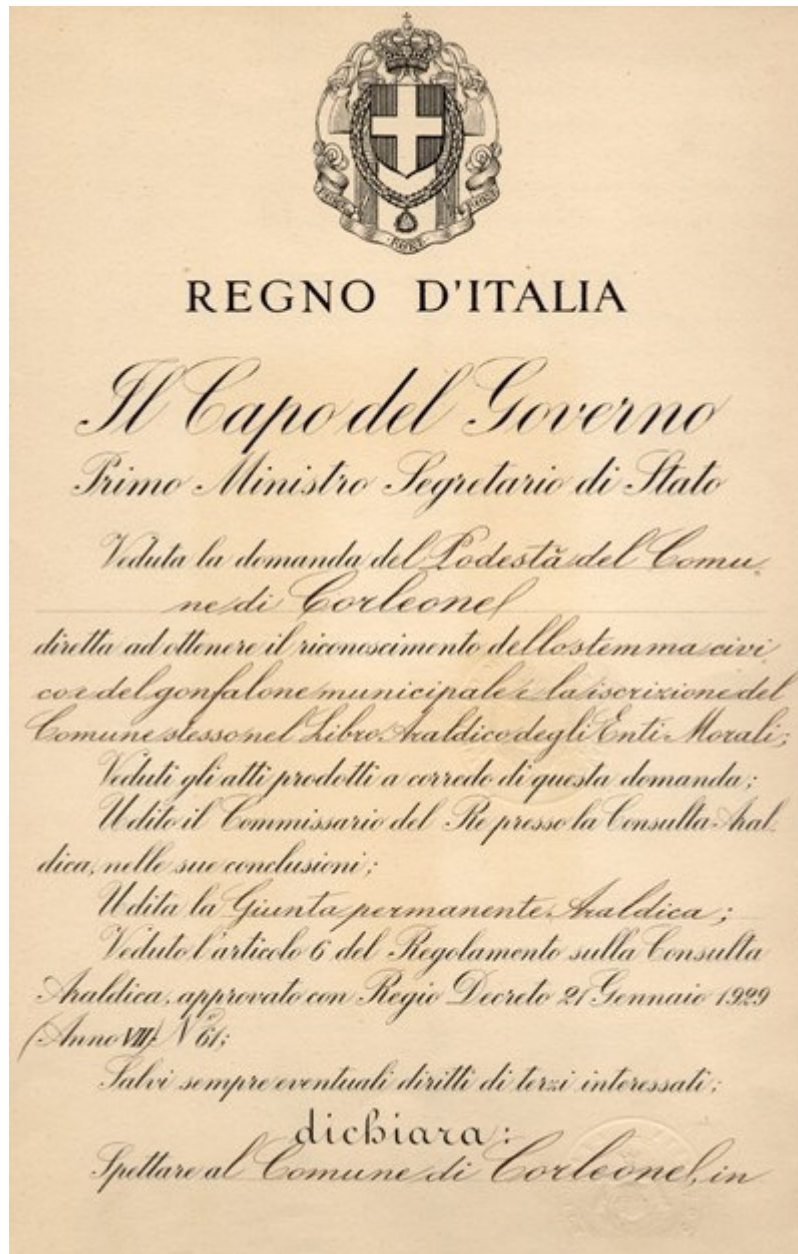 FERT FERT FERT
REGNO D'ITALIA
Il Capo del Governo
Primo Ministro Segretario di Stato
Veduta la domanda del Podestà del Comu-
ne di Corleone
diretta ad ottenere il riconoscimento dello stemma civi
co e del gonfalone municipale e la iscrizione del
Comune stesso nel Libro Araldico degli Enti Morali;
Veduti gli atti prodotti a corredo di questa domanda;
Udito il Commissario del Re presso la Consulta Aral-
dica, nelle sue conclusioni;
Udita la Giunta permanente Araldica;
Veduto l'articolo 6 del Regolamento sulla Consulta
Araldica, approvato con Regio Decreto 21 Gennaio 1929
(Anno VII) N° 61;
Salvi sempre eventuali diritti di terzi interessati;
dichiara:
Spettare al Comune di Corleone, in